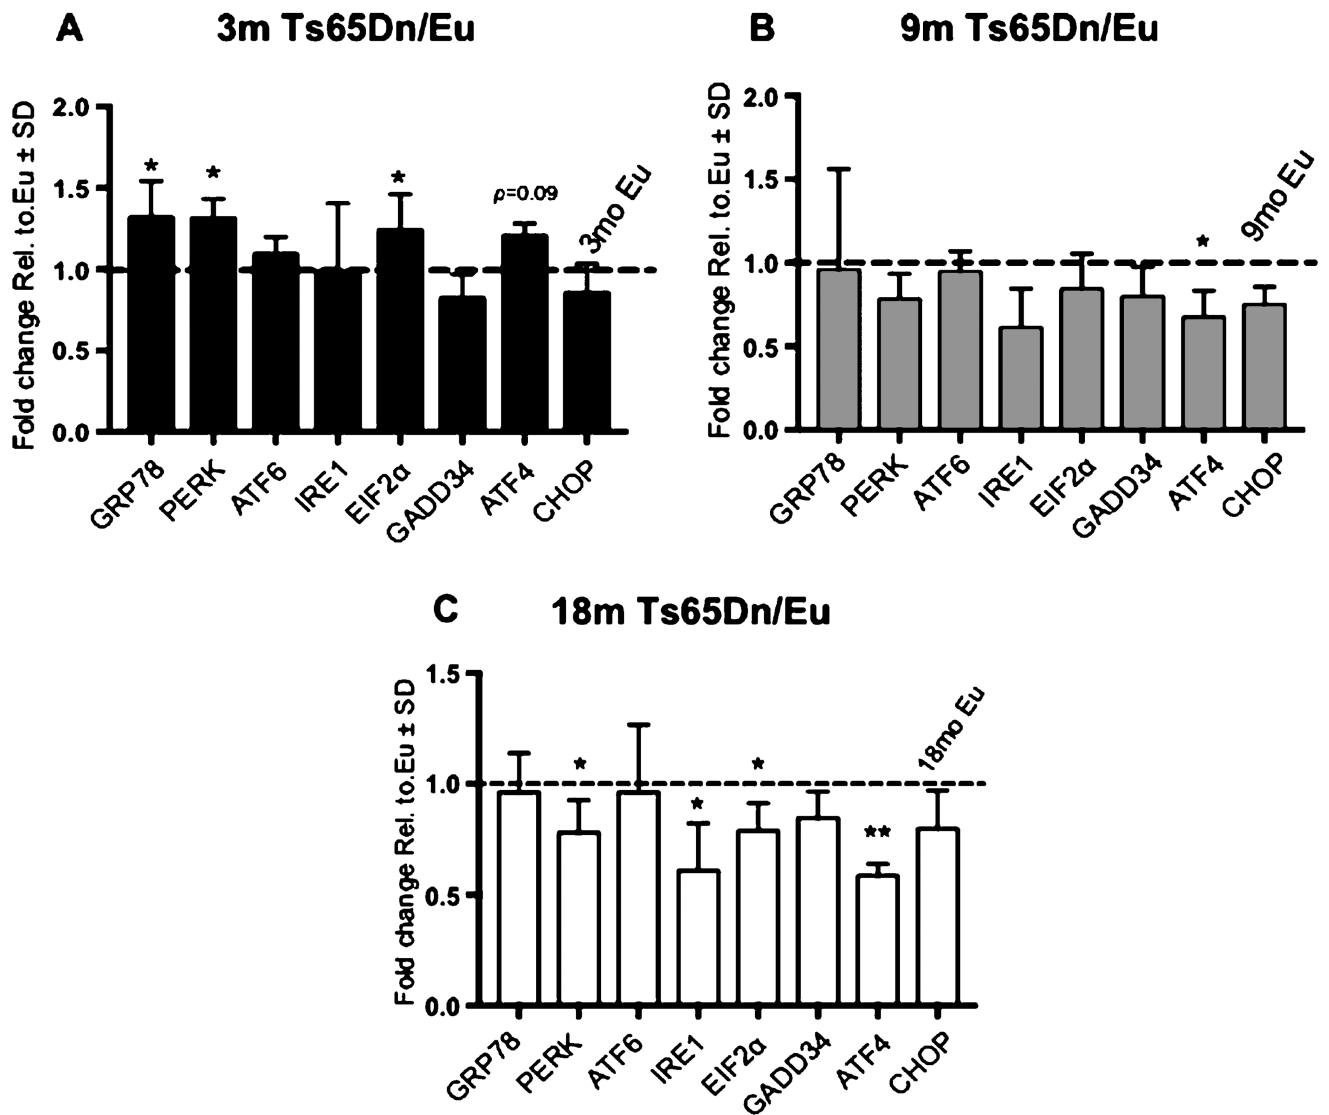 A 3m Ts65Dn/Eu
Fold change Rel. to.Eu ± SD
2.0
1.5
1.0
0.5
0.0
* * * ρ=0.09
3mo Eu
GRP78 PERK ATF6 IRE1 EIF2α GADD34 ATF4 CHOP
B 9m Ts65Dn/Eu
Fold change Rel. to.Eu ± SD
2.0
1.5
1.0
0.5
0.0
*
9mo Eu
GRP78 PERK ATF6 IRE1 EIF2α GADD34 ATF4 CHOP
C 18m Ts65Dn/Eu
Fold change Rel. to.Eu ± SD
1.5
1.0
0.5
0.0
* * * **
18mo Eu
GRP78 PERK ATF6 IRE1 EIF2α GADD34 ATF4 CHOP